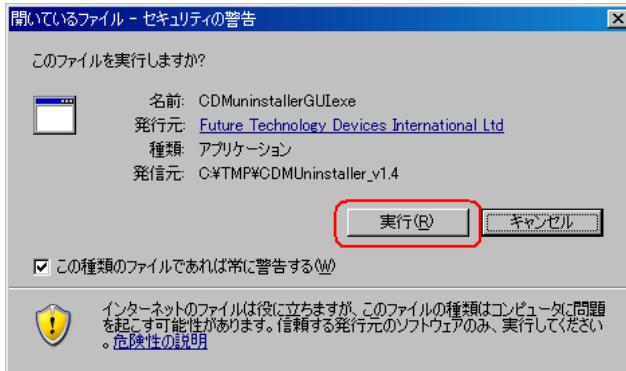 開いているファイル - セキュリティの警告
このファイルを実行しますか?
名前: CDMuninstallerGUIexe
発行元: Future Technology Devices International Ltd
種類: アプリケーション
発信元: C:¥TMP¥CDMUninstaller_v1.4
実行(R) キャンセル
この種類のファイルであれば常に警告する(W)
インターネットのファイルは役に立ちますが、このファイルの種類はコンピュータに問題
を起こす可能性があります。信頼する発行元のソフトウェアのみ、実行してください
。危険性の説明